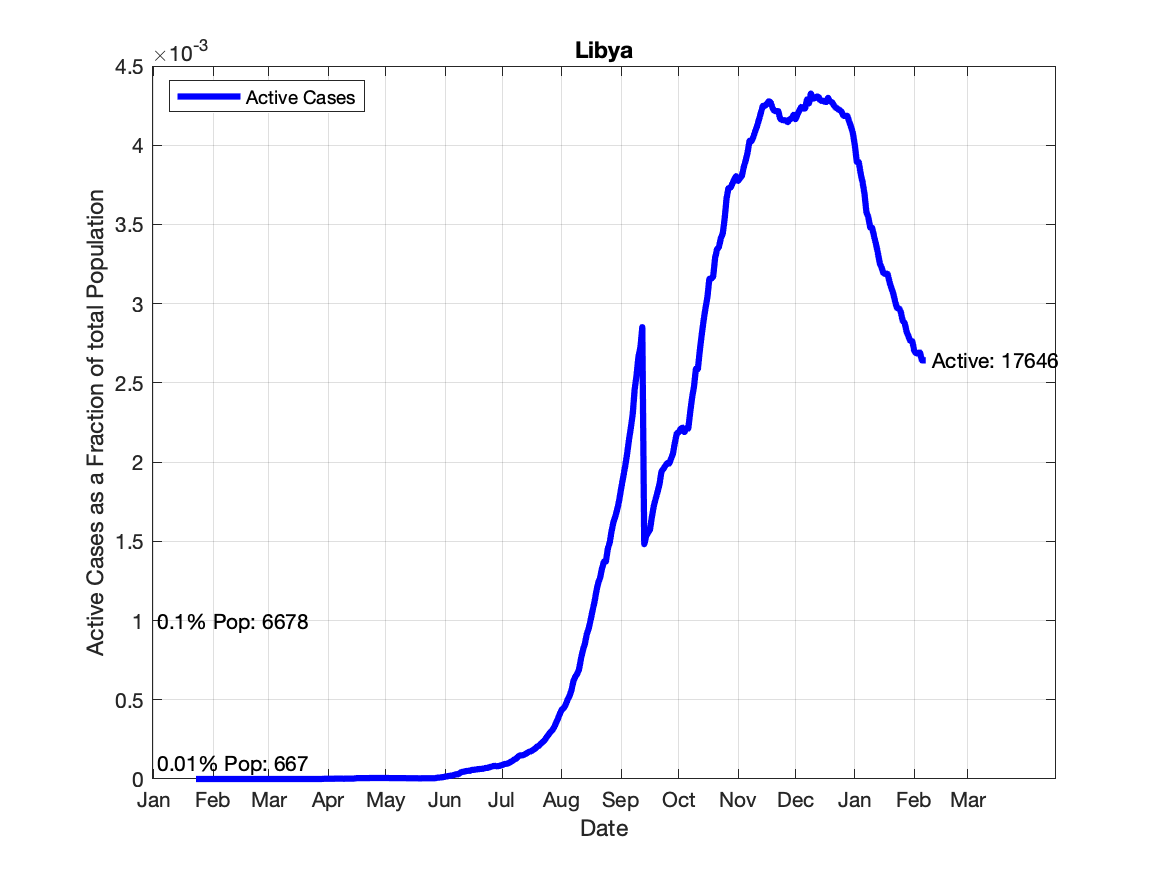 Libya
×10-3
4.5
4
3.5
3
2.5
2
1.5
1
0.5
0
Active Cases as a Fraction of total Population
Active Cases
Active: 17646
0.1% Pop: 6678
0.01% Pop: 667
Jan Feb Mar Apr May Jun Jul Aug Sep Oct Nov Dec Jan Feb Mar
Date